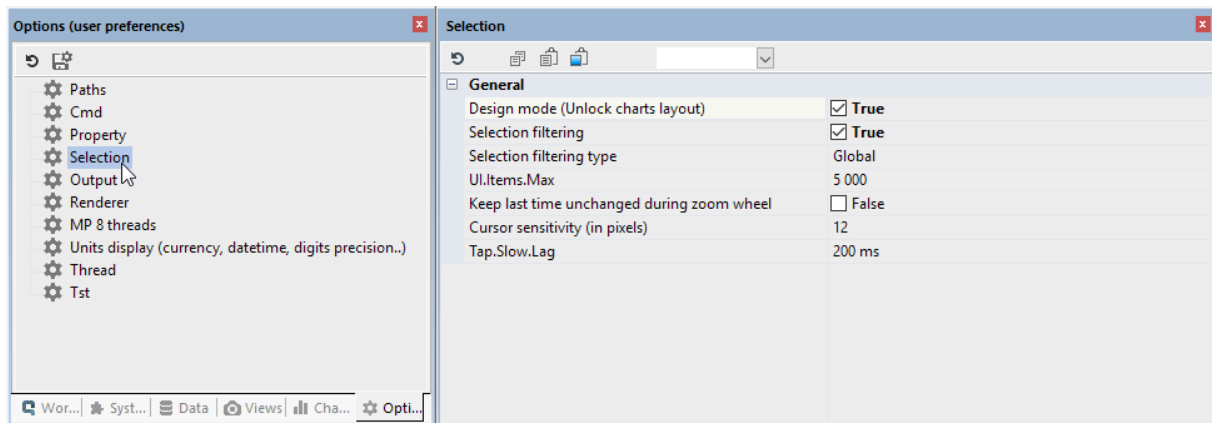 Options (user preferences)
Paths
Cmd
Property
Selection
Output
Renderer
MP 8 threads
Units display (currency, datetime, digits precision..)
Thread
Tst
Wor...
Syst...
Data
Views
Cha...
Opti...
Selection
General
Design mode (Unlock charts layout) True
Selection filtering True
Selection filtering type Global
UI.Items.Max 5 000
Keep last time unchanged during zoom wheel False
Cursor sensitivity (in pixels) 12
Tap.Slow.Lag 200 ms